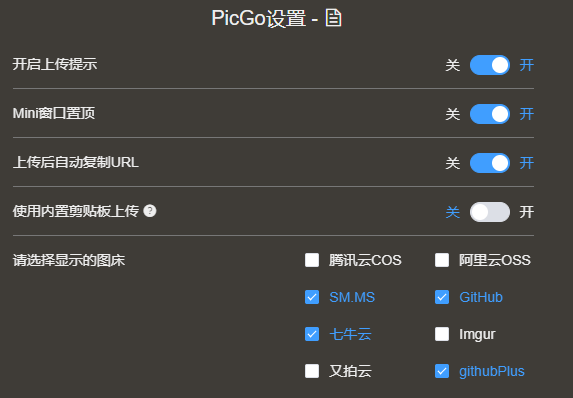 PicGo设置 -
开启上传提示 关 开
Mini窗口置顶 关 开
上传后自动复制URL 关 开
使用内置剪贴板上传 ? 关 开
请选择显示的图床 腾讯云COS 阿里云OSS
SM.MS GitHub
七牛云 Imgur
又拍云 githubPlus